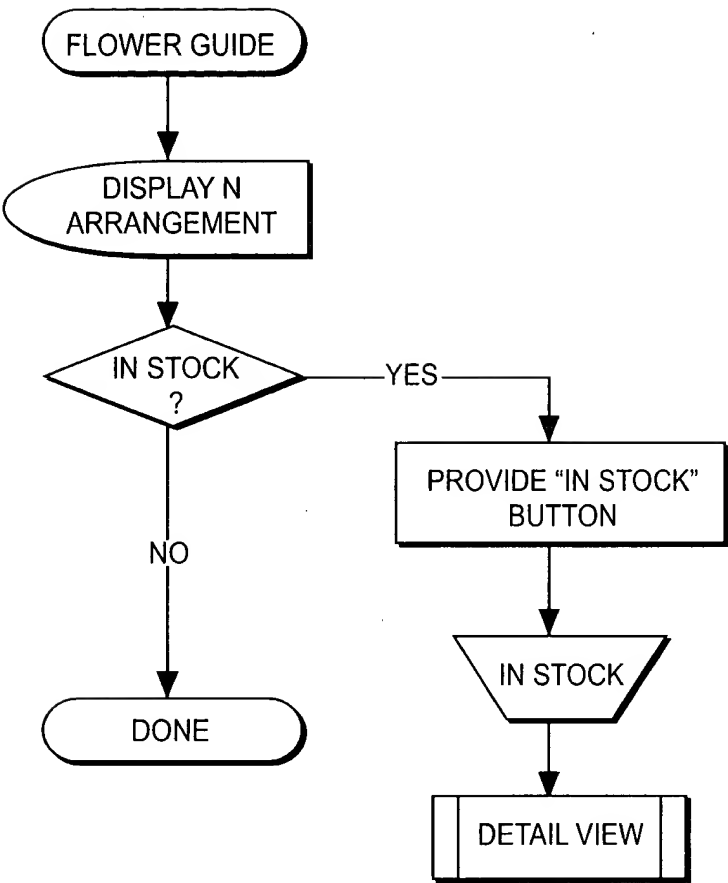 FLOWER GUIDE
DISPLAY N
ARRANGEMENT
IN STOCK
?
YES
PROVIDE “IN STOCK”
BUTTON
NO
IN STOCK
DONE
DETAIL VIEW